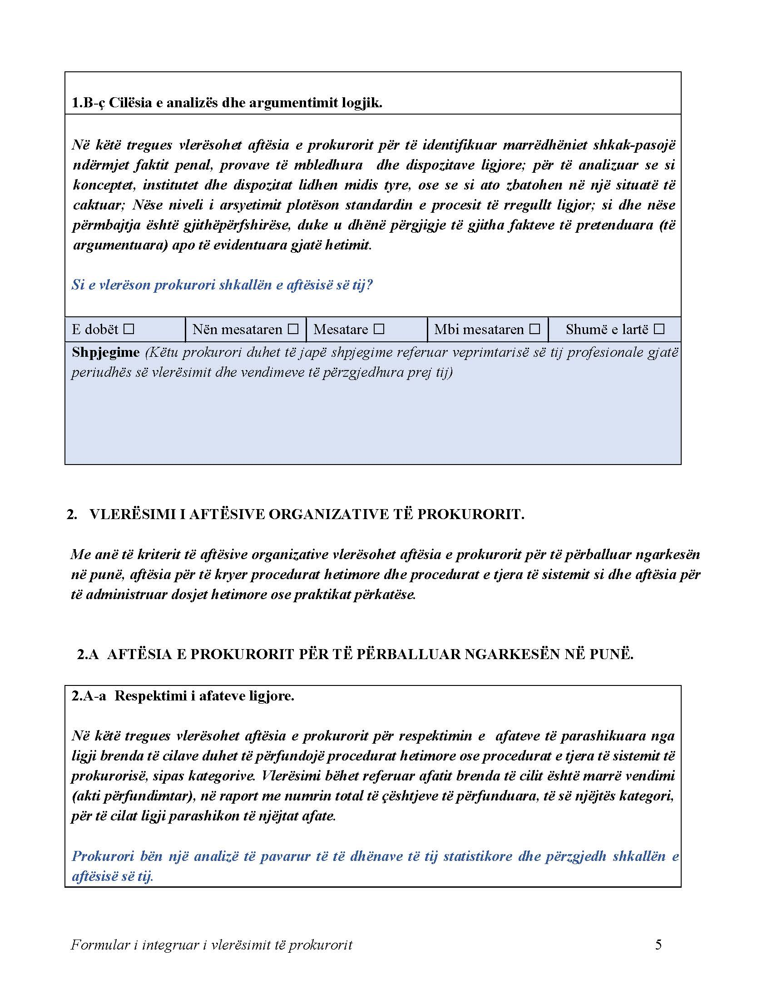 1.B-ç Cilësia e analizës dhe argumentimit logjik.
Në këtë tregues vlerësohet aftësia e prokurorit për të identifikuar marrëdhëniet shkak-pasojë
ndërmjet faktit penal, provave të mbledhura dhe dispozitave ligjore; për të analizuar se si
konceptet, institutet dhe dispozitat lidhen midis tyre, ose se si ato zbatohen në një situatë të
caktuar; Nëse niveli i arsyetimit plotëson standardin e procesit të rregullt ligjor; si dhe nëse
përmbajtja është gjithëpërfshirëse, duke u dhënë përgjigje të gjitha fakteve të pretenduara (të
argumentuara) apo të evidentuara gjatë hetimit.
Si e vlerëson prokurori shkallën e aftësisë së tij?
E dobët ☐ Nën mesataren ☐ Mesatare ☐ Mbi mesataren ☐ Shumë e lartë ☐
Shpjegime (Këtu prokurori duhet të japë shpjegime referuar veprimtarisë së tij profesionale gjatë
periudhës së vlerësimit dhe vendimeve të përzgjedhura prej tij)
2. VLERËSIMI I AFTËSIVE ORGANIZATIVE TË PROKURORIT.
Me anë të kriterit të aftësive organizative vlerësohet aftësia e prokurorit për të përballuar ngarkesën
në punë, aftësia për të kryer procedurat hetimore dhe procedurat e tjera të sistemit si dhe aftësia për
të administruar dosjet hetimore ose praktikat përkatëse.
2.A AFTËSIA E PROKURORIT PËR TË PËRBALLUAR NGARKESËN NË PUNË.
2.A-a Respektimi i afateve ligjore.
Në këtë tregues vlerësohet aftësia e prokurorit për respektimin e afateve të parashikuara nga
ligji brenda të cilave duhet të përfundojë procedurat hetimore ose procedurat e tjera të sistemit të
prokurorisë, sipas kategorive. Vlerësimi bëhet referuar afatit brenda të cilit është marrë vendimi
(akti përfundimtar), në raport me numrin total të çështjeve të përfunduara, të së njëjtës kategori,
për të cilat ligji parashikon të njëjtat afate.
Prokurori bën një analizë të pavarur të të dhënave të tij statistikore dhe përzgjedh shkallën e
aftësisë së tij.
Formular i integruar i vlerësimit të prokurorit 5